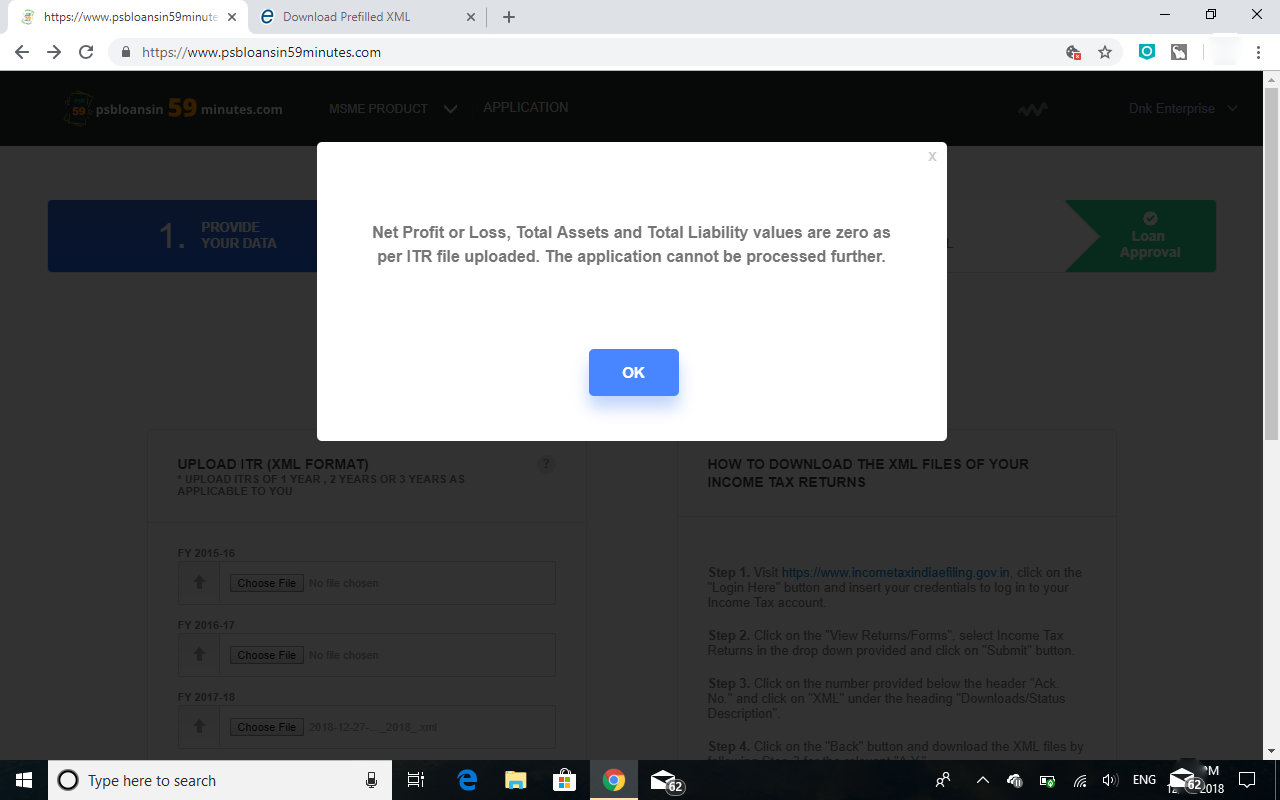 https://www.psbloansin59minute
Download Prefilled XML
https://www.psbloansin59minutes.com
psbloansin 59 minutes.com
MSME PRODUCT
APPLICATION
Dnk Enterprise
X
1. PROVIDE
YOUR DATA
Loan
Approval
Net Profit or Loss, Total Assets and Total Liability values are zero as
per ITR file uploaded. The application cannot be processed further.
OK
UPLOAD ITR (XML FORMAT)
?
* UPLOAD ITRS OF 1 YEAR , 2 YEARS OR 3 YEARS AS
APPLICABLE TO YOU
FY 2015-16
Choose File No file chosen
FY 2016-17
Choose File No file chosen
FY 2017-18
Choose File 2018-12-27-..._2018_.xml
HOW TO DOWNLOAD THE XML FILES OF YOUR
INCOME TAX RETURNS
Step 1. Visit https://www.incometaxindiaefiling.gov.in, click on the
"Login Here" button and insert your credentials to log in to your
Income Tax account.
Step 2. Click on the "View Returns/Forms", select Income Tax
Returns in the drop down provided and click on "Submit" button.
Step 3. Click on the number provided below the header "Ack.
No." and click on "XML" under the heading "Downloads/Status
Description".
Step 4. Click on the "Back" button and download the XML files by
Type here to search
62
ENG
PM
62
2018